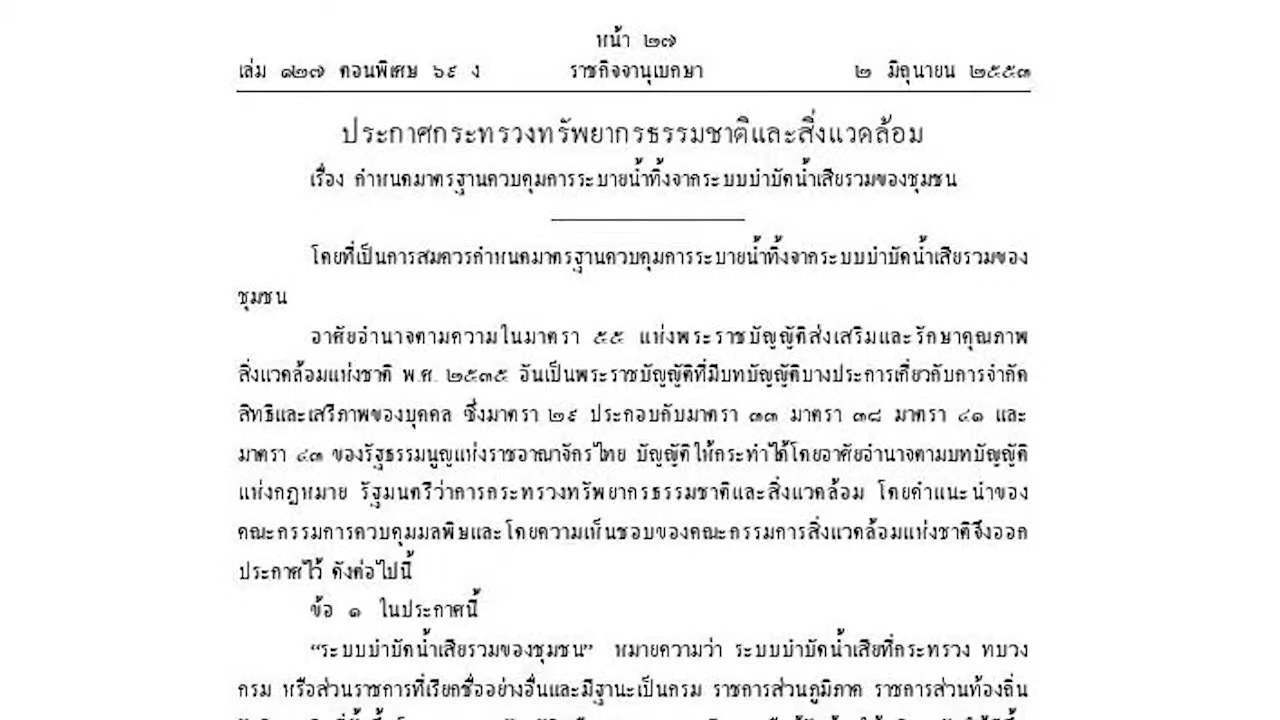 หน้า ๒๗
เล่ม ๑๒๗ ตอนพิเศษ ๖๙ ง ราชกิจจานุเบกษา ๒ มิถุนายน ๒๕๕๓
ประกาศกระทรวงทรัพยากรธรรมชาติและสิ่งแวดล้อม
เรื่อง กำหนดมาตรฐานควบคุมการระบายน้ำทิ้งจากระบบบำบัดน้ำเสียรวมของชุมชน
โดยที่เป็นการสมควรกำหนดมาตรฐานควบคุมการระบายน้ำทิ้งจากระบบบำบัดน้ำเสียรวมของ
ชุมชน
อาศัยอำนาจตามความในมาตรา ๕๕ แห่งพระราชบัญญัติส่งเสริมและรักษาคุณภาพ
สิ่งแวดล้อมแห่งชาติ พ.ศ. ๒๕๓๕ อันเป็นพระราชบัญญัติที่มีบทบัญญัติบางประการเกี่ยวกับการจำกัด
สิทธิและเสรีภาพของบุคคล ซึ่งมาตรา ๒๙ ประกอบกับมาตรา ๓๓ มาตรา ๓๘ มาตรา ๔๑ และ
มาตรา ๔๓ ของรัฐธรรมนูญแห่งราชอาณาจักรไทย บัญญัติให้กระทำได้โดยอาศัยอำนาจตามบทบัญญัติ
แห่งกฎหมาย รัฐมนตรีว่าการกระทรวงทรัพยากรธรรมชาติและสิ่งแวดล้อม โดยคำแนะนำของ
คณะกรรมการควบคุมมลพิษและโดยความเห็นชอบของคณะกรรมการสิ่งแวดล้อมแห่งชาติจึงออก
ประกาศไว้ ดังต่อไปนี้
ข้อ ๑ ในประกาศนี้
“ระบบบำบัดน้ำเสียรวมของชุมชน” หมายความว่า ระบบบำบัดน้ำเสียที่กระทรวง ทบวง
กรม หรือส่วนราชการที่เรียกชื่ออย่างอื่นและมีฐานะเป็นกรม ราชการส่วนภูมิภาค ราชการส่วนท้องถิ่น